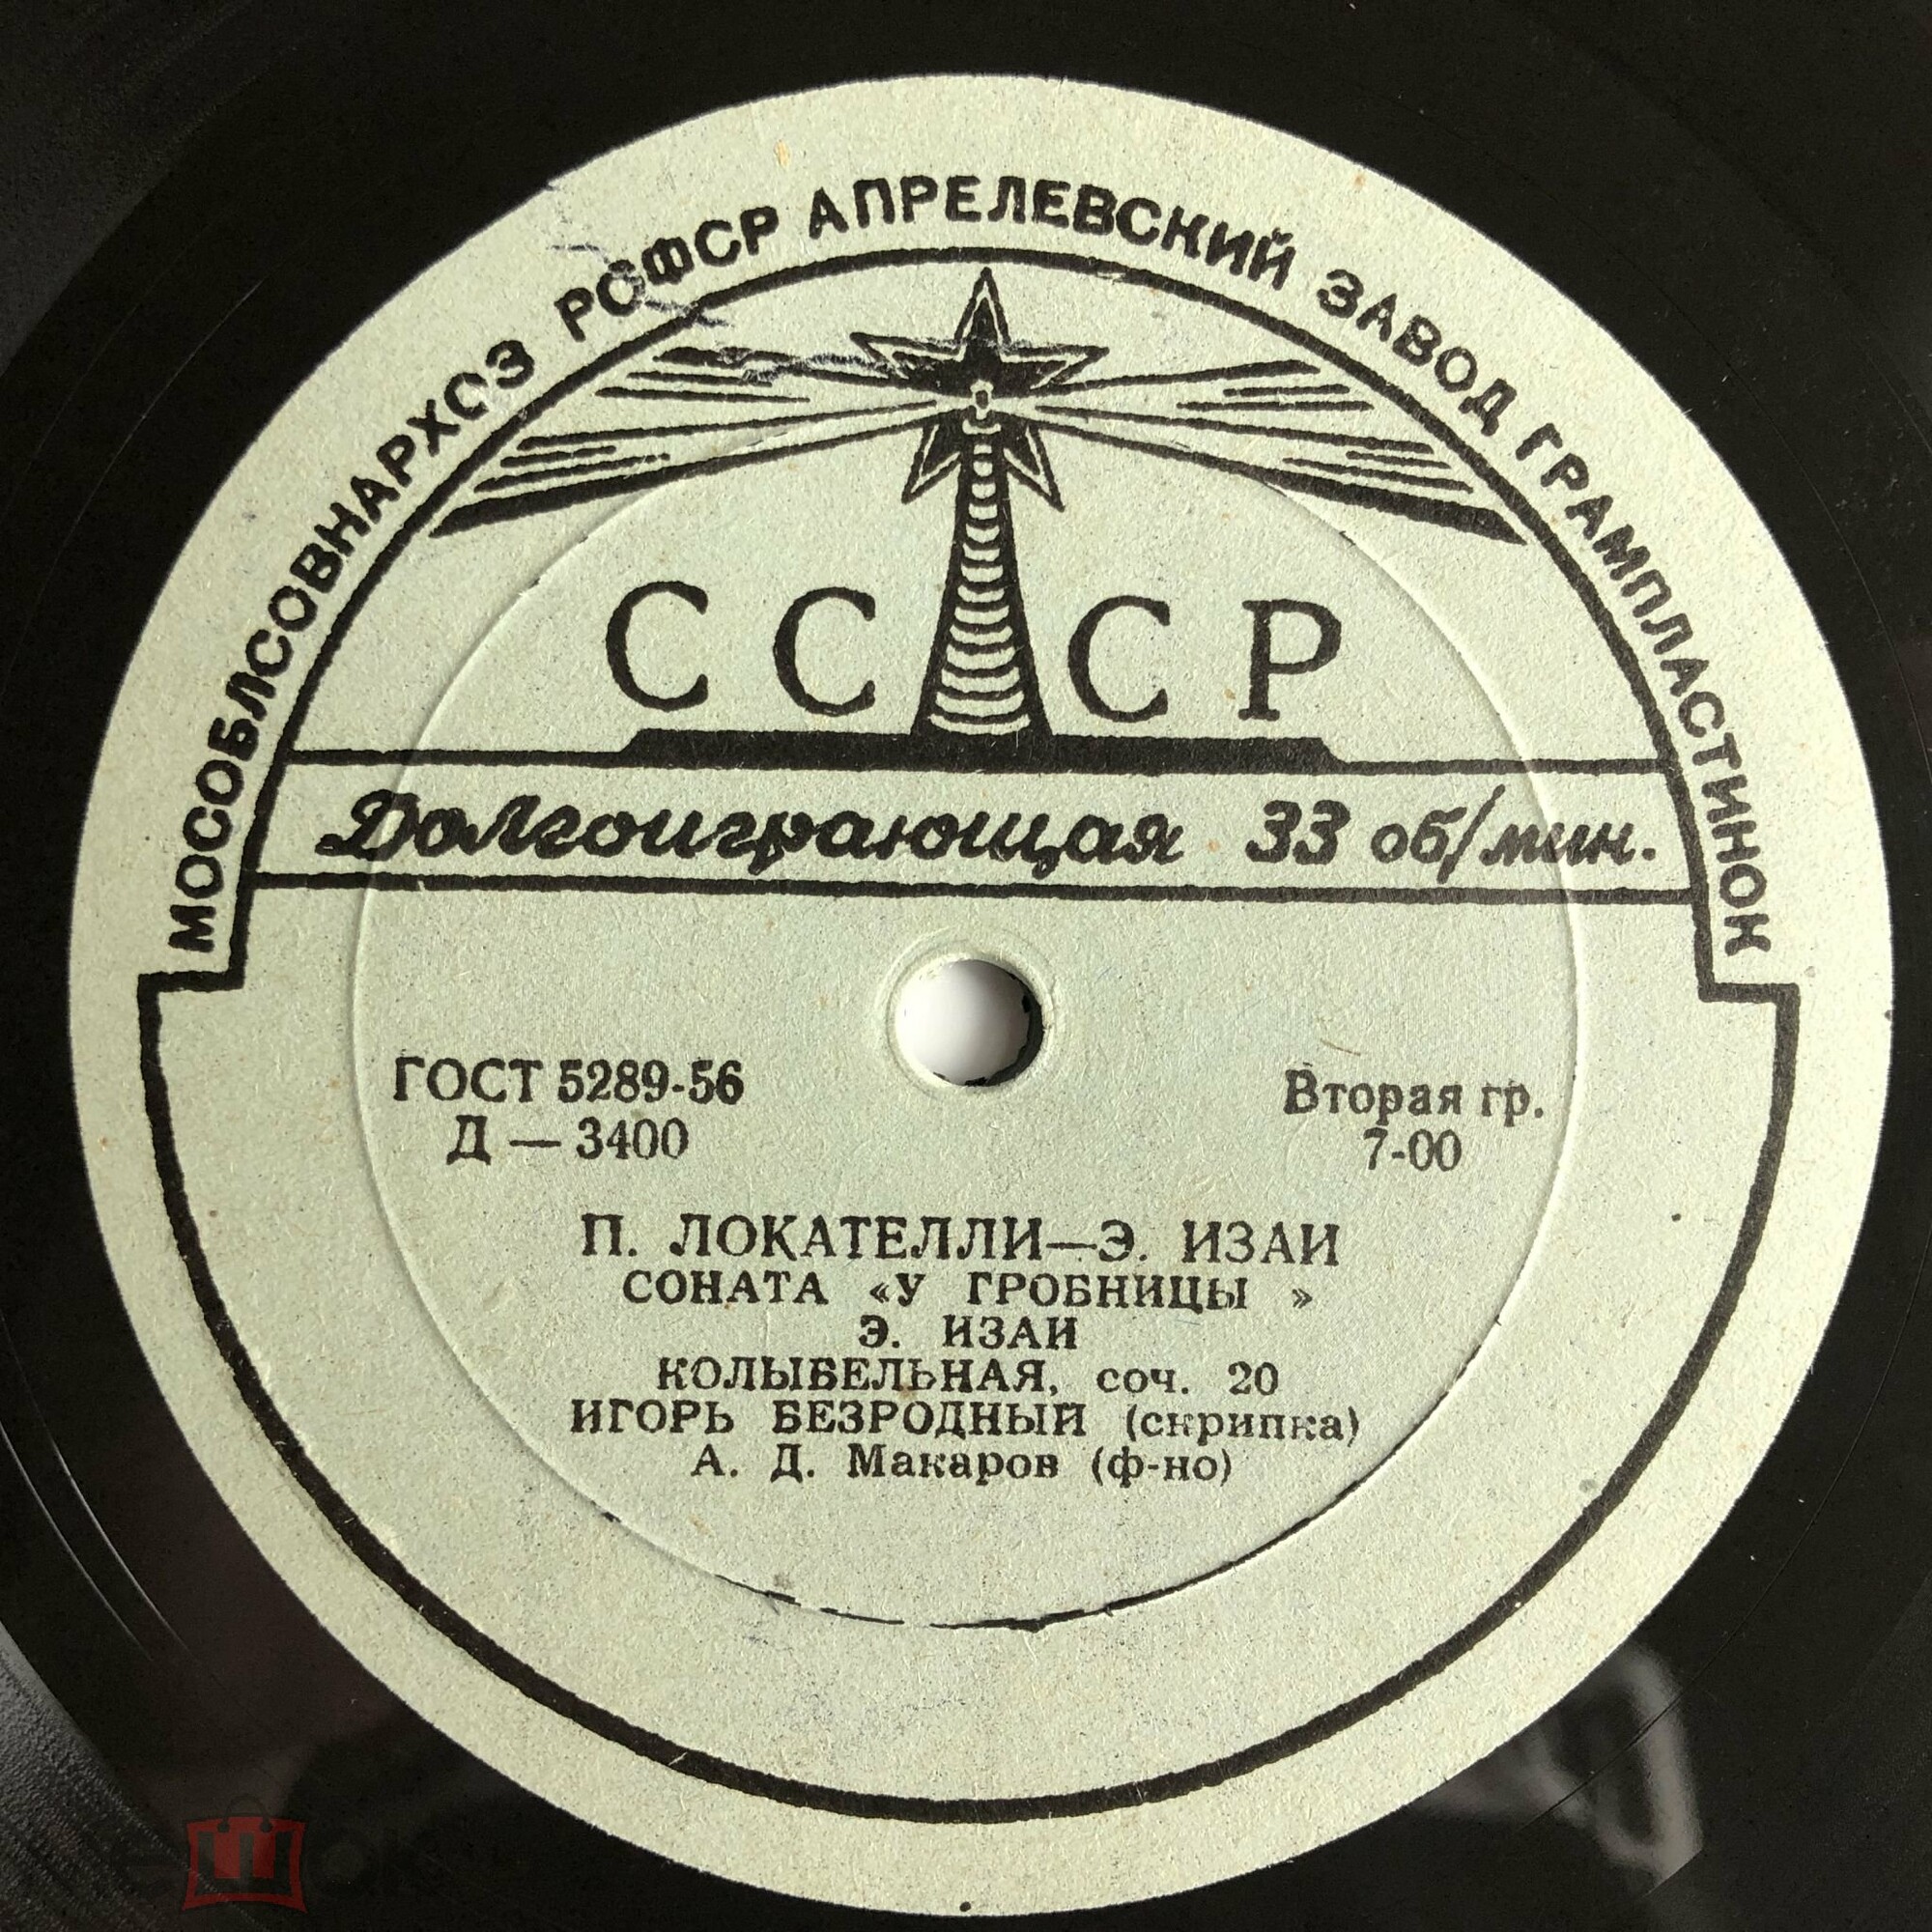 МОСОБЛСОВНАРХОЗ РСФСР АПРЕЛЕВСКИЙ ЗАВОД ГРАМПЛАСТИНОК
СССР
Долгоиграющая 33 об/мин.
ГОСТ 5289-56
Д — 3400
Вторая гр.
7-00
П. ЛОКАТЕЛЛИ—Э. ИЗАИ
СОНАТА «У ГРОБНИЦЫ »
Э. ИЗАИ
КОЛЫБЕЛЬНАЯ, соч. 20
ИГОРЬ БЕЗРОДНЫЙ (скрипка)
А. Д. Макаров (ф-но)